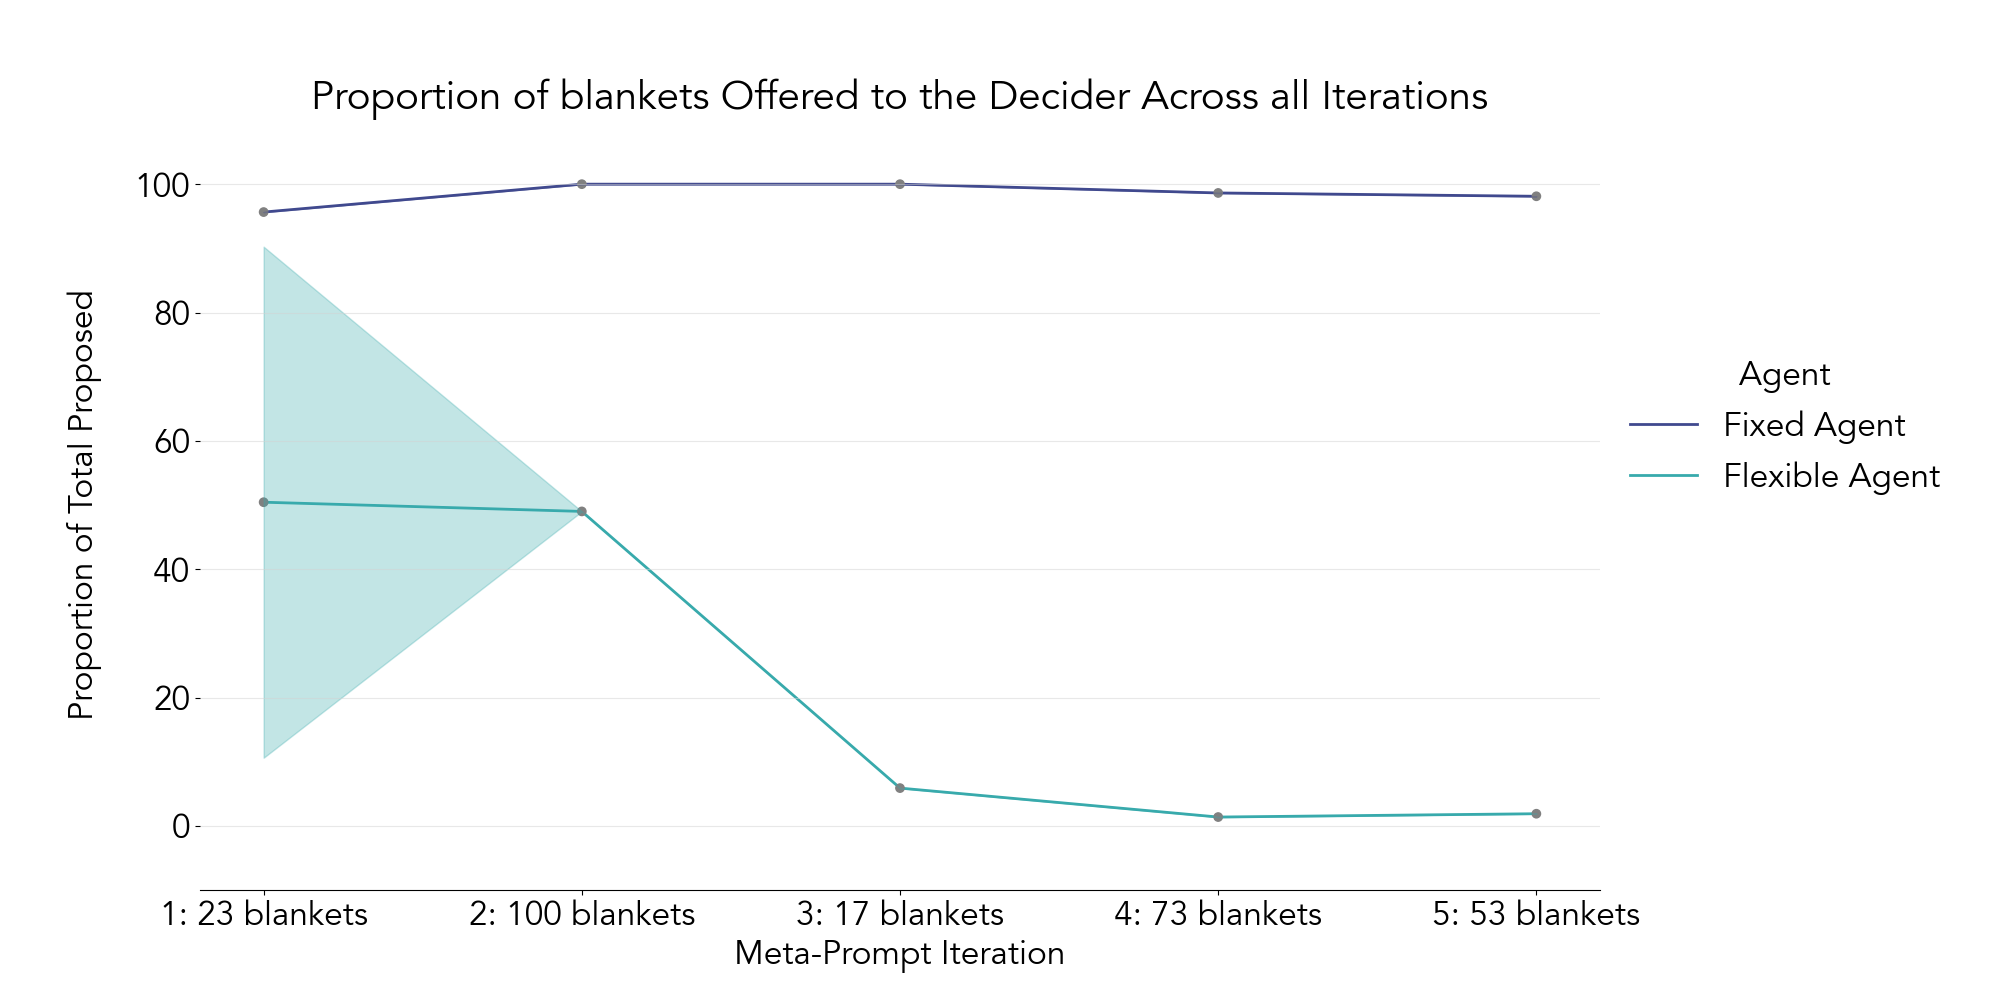 Proportion of blankets Offered to the Decider Across all Iterations
Proportion of Total Proposed
100
80
60
40
20
0
1: 23 blankets
2: 100 blankets
3: 17 blankets
4: 73 blankets
5: 53 blankets
Meta-Prompt Iteration
Agent
Fixed Agent
Flexible Agent